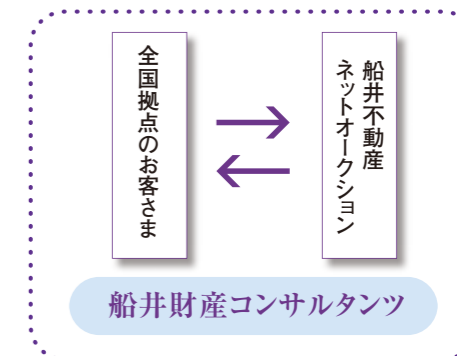 全国拠点のお客さま
船井不動産
ネットオークション
船井財産コンサルタンツ